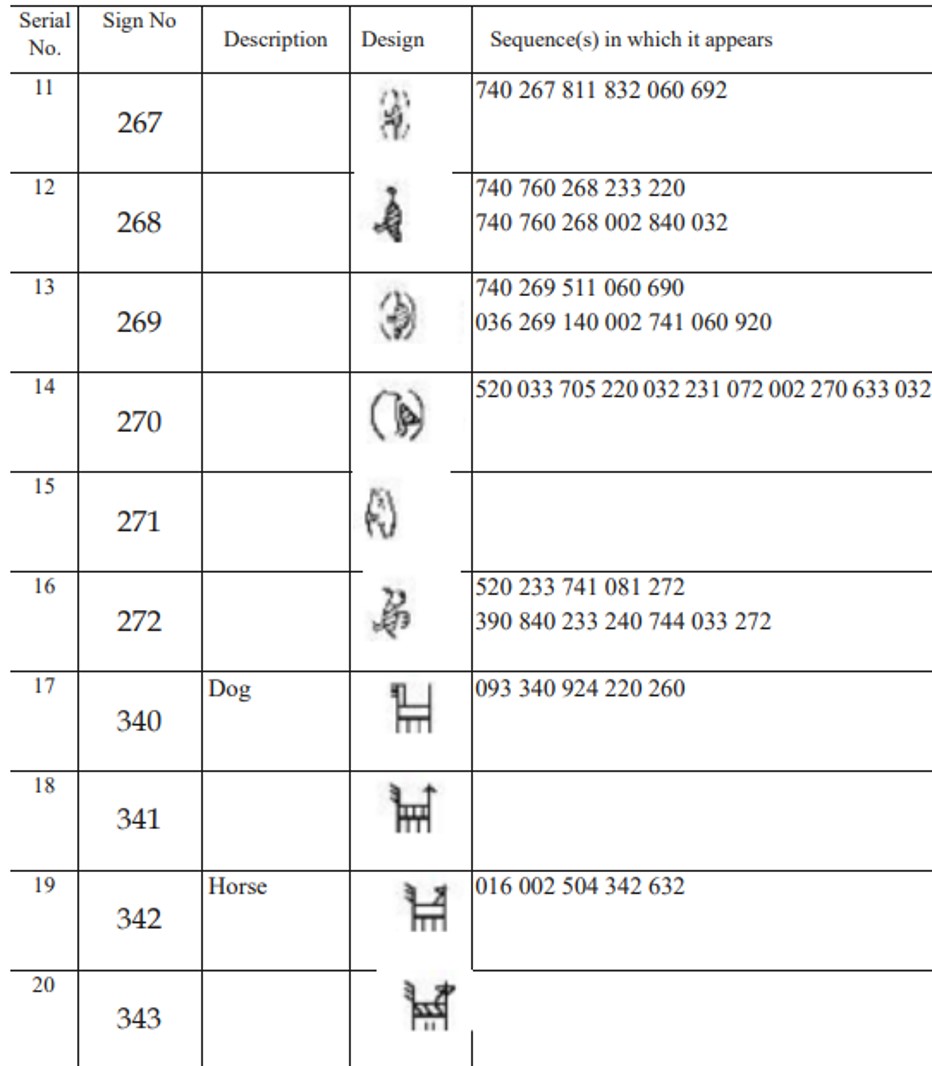 Serial No. Sign No Description Design Sequence(s) in which it appears
11 267 740 267 811 832 060 692
12 268 740 760 268 233 220
740 760 268 002 840 032
13 269 740 269 511 060 690
036 269 140 002 741 060 920
14 270 520 033 705 220 032 231 072 002 270 633 032
15 271
16 272 520 233 741 081 272
390 840 233 240 744 033 272
17 340 Dog 093 340 924 220 260
18 341
19 342 Horse 016 002 504 342 632
20 343